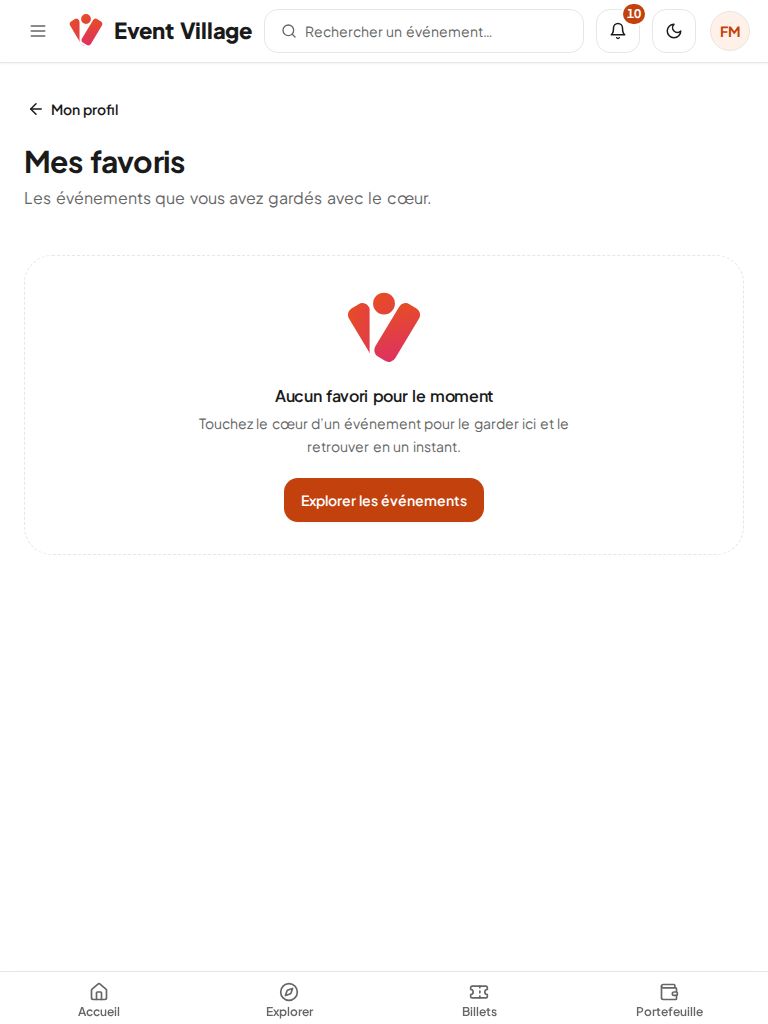 Event Village
Rechercher un événement…
10
FM
Mon profil
Mes favoris
Les événements que vous avez gardés avec le cœur.
Aucun favori pour le moment
Touchez le cœur d’un événement pour le garder ici et le
retrouver en un instant.
Explorer les événements
Accueil
Explorer
Billets
Portefeuille